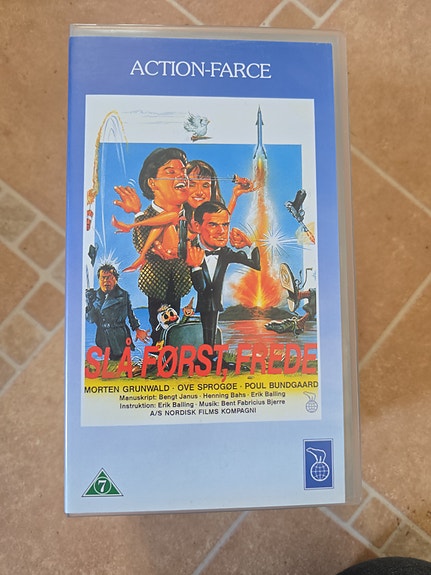 ACTION-FARCE
SLÅ FØRST, FREDE
MORTEN GRUNWALD · OVE SPROGØE · POUL BUNDGAARD
Manuskript: Bengt Janus · Henning Bahs · Erik Balling
Instruktion: Erik Balling · Musik: Bent Fabricius Bjerre
A/S NORDISK FILMS KOMPAGNI
7